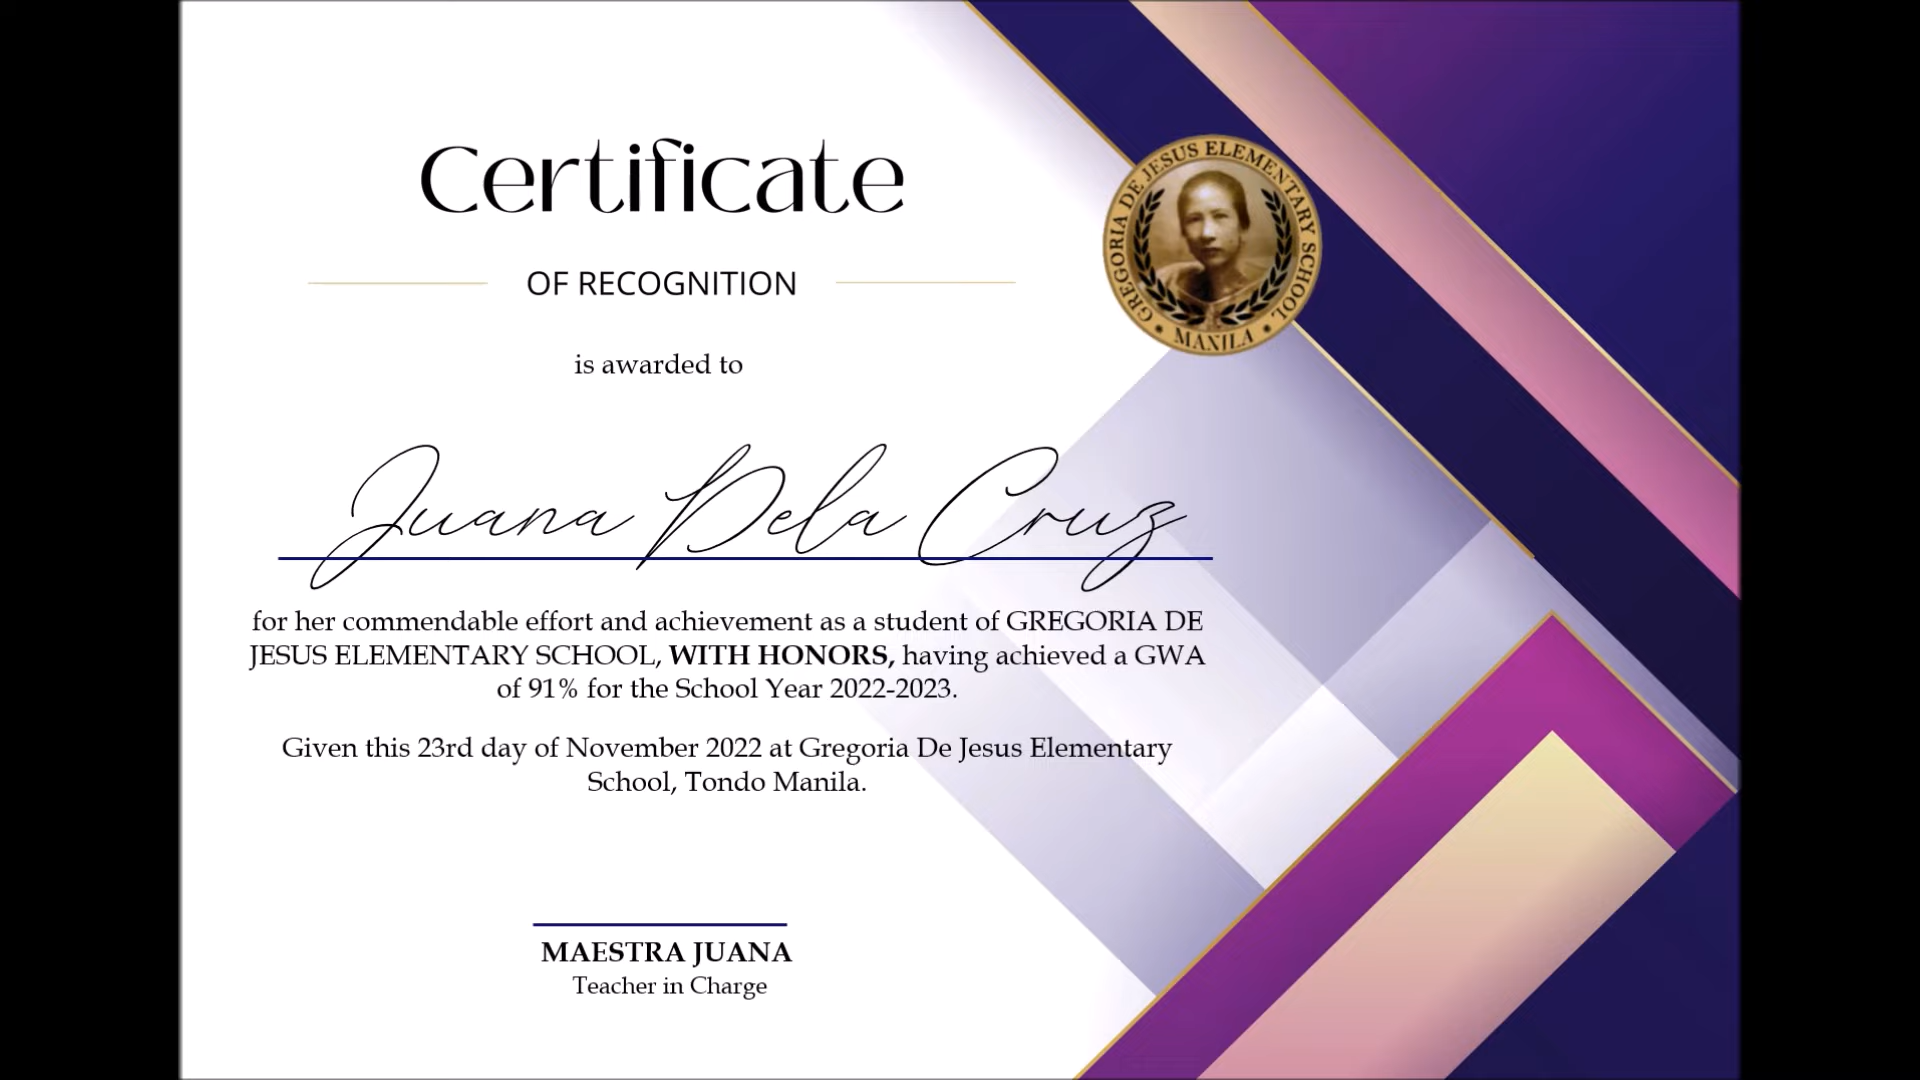 Certificate
OF RECOGNITION
GREGORIA DE JESUS ELEMENTARY SCHOOL
• MANILA •
is awarded to
Juana Dela Cruz
for her commendable effort and achievement as a student of GREGORIA DE
JESUS ELEMENTARY SCHOOL, WITH HONORS, having achieved a GWA
of 91% for the School Year 2022-2023.
Given this 23rd day of November 2022 at Gregoria De Jesus Elementary
School, Tondo Manila.
MAESTRA JUANA
Teacher in Charge